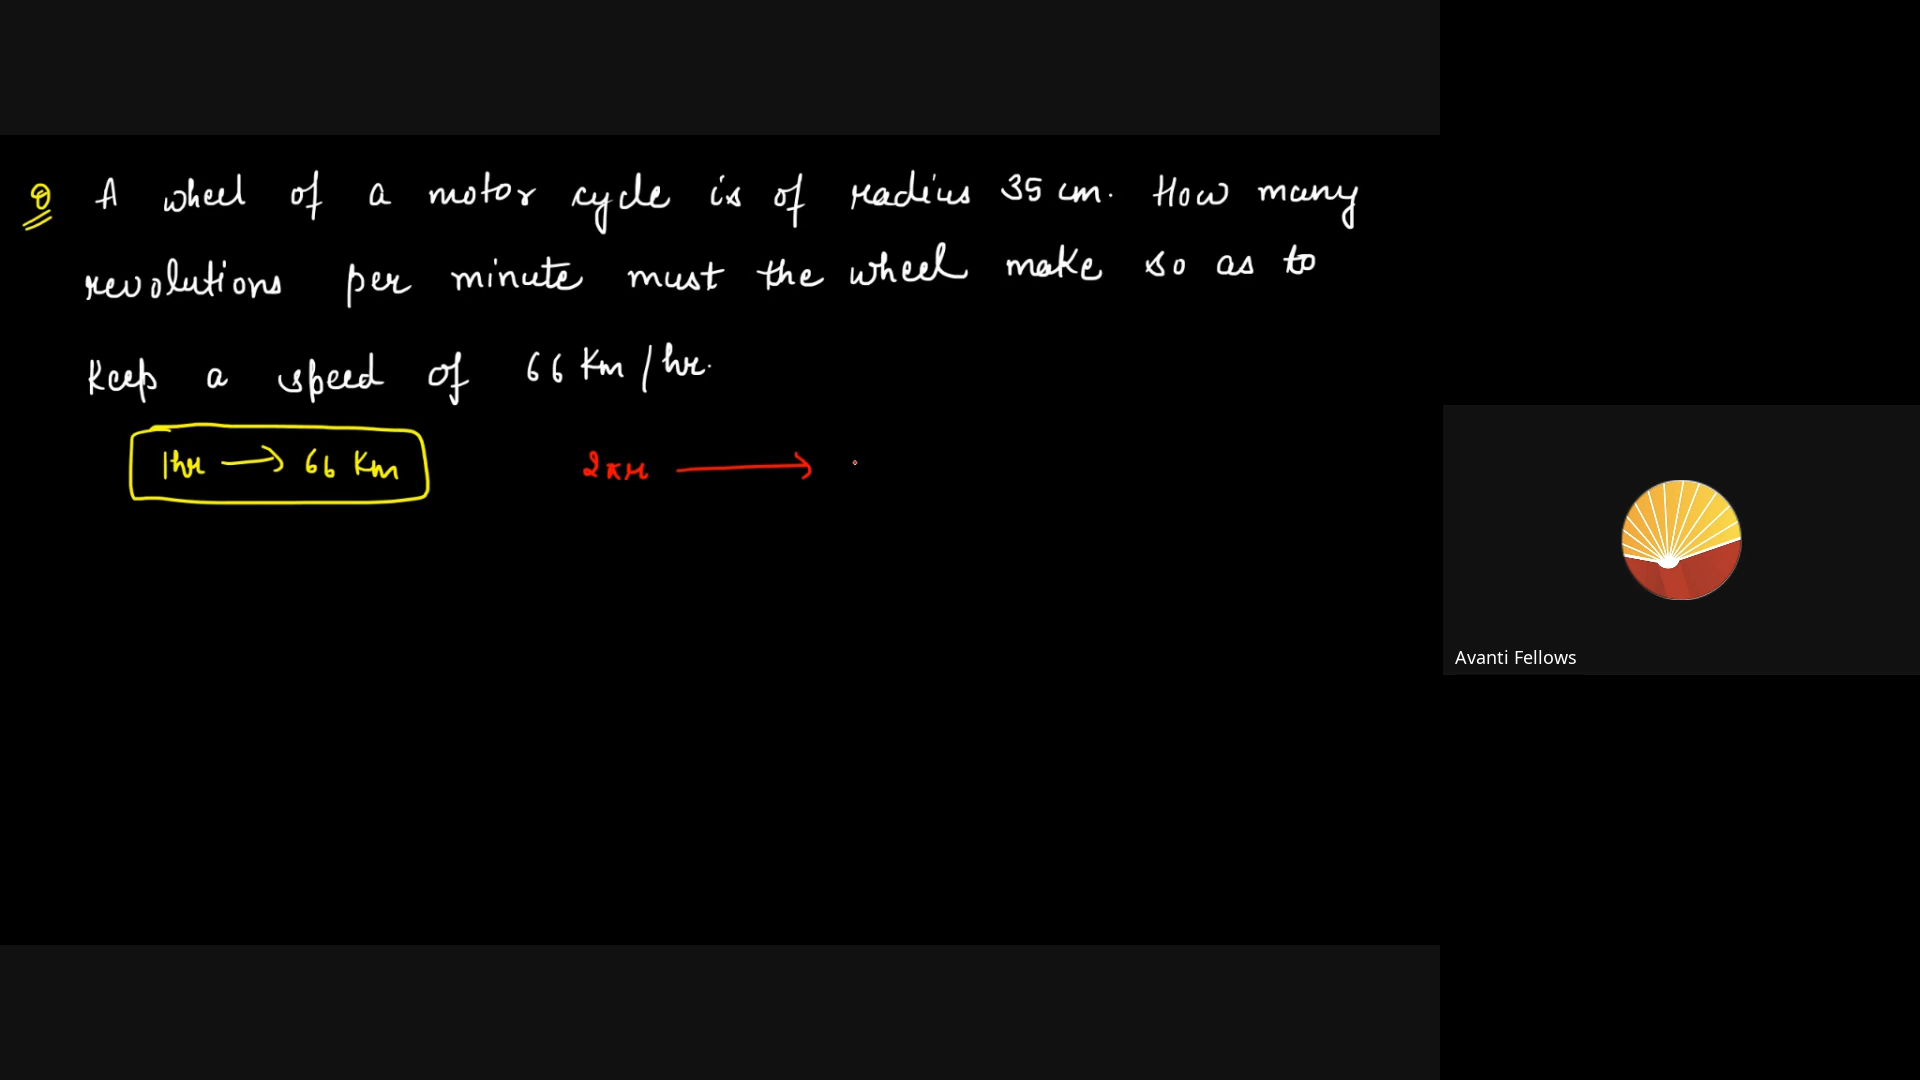 Q A wheel of a motor cycle is of radius 35 cm. How many
revolutions per minute must the wheel make so as to
Keep a speed of 66 Km/hr.
1hr → 66 Km 2πr →
Avanti Fellows